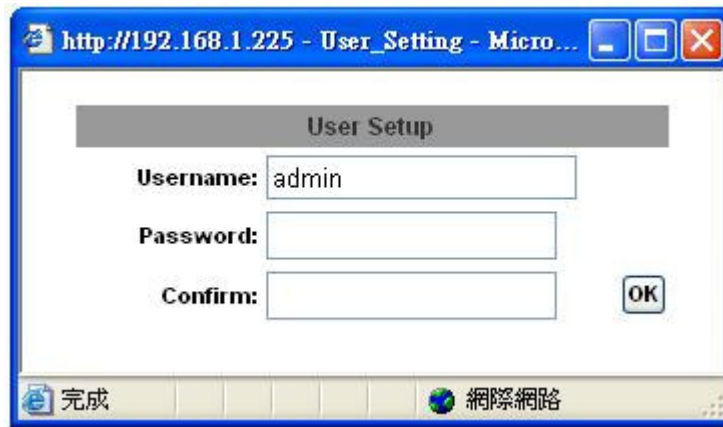 http://192.168.1.225 - User_Setting - Micro...
User Setup
Username: admin
Password:
Confirm:
OK
完成 網際網路